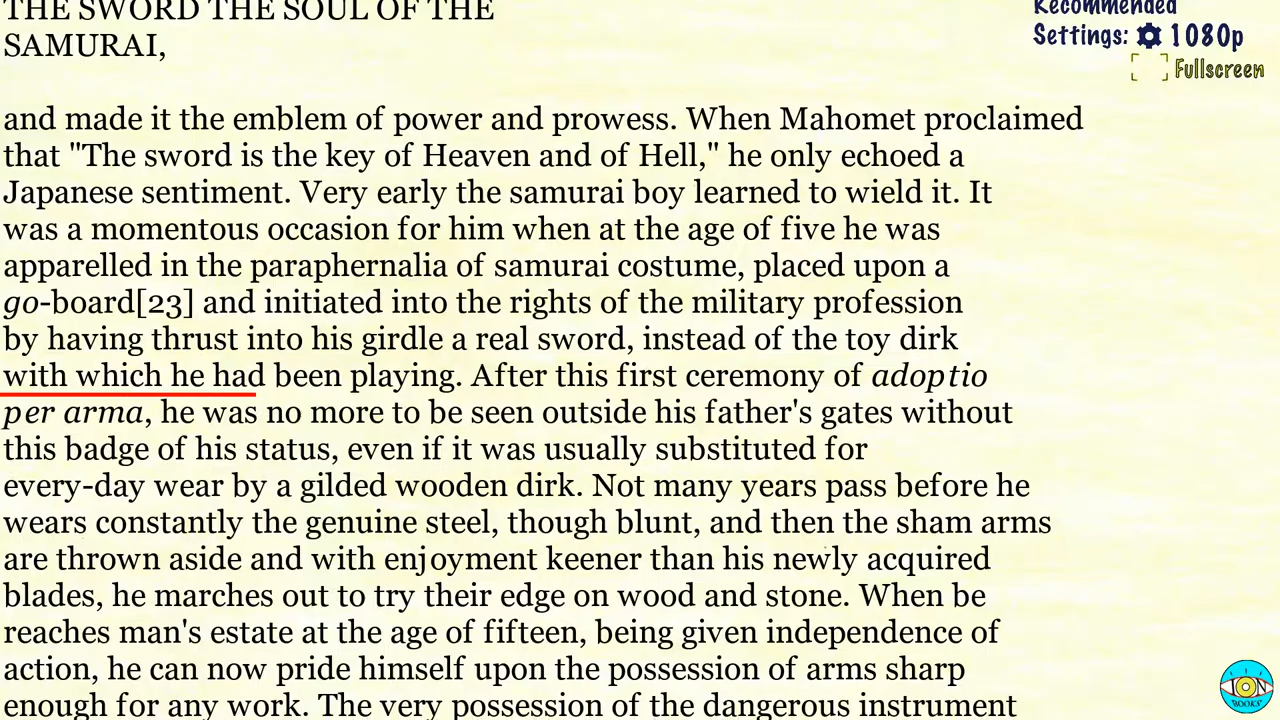 THE SWORD THE SOUL OF THE
SAMURAI,
and made it the emblem of power and prowess. When Mahomet proclaimed
that "The sword is the key of Heaven and of Hell," he only echoed a
Japanese sentiment. Very early the samurai boy learned to wield it. It
was a momentous occasion for him when at the age of five he was
apparelled in the paraphernalia of samurai costume, placed upon a
go-board[23] and initiated into the rights of the military profession
by having thrust into his girdle a real sword, instead of the toy dirk
with which he had been playing. After this first ceremony of adoptio
per arma, he was no more to be seen outside his father's gates without
this badge of his status, even if it was usually substituted for
every-day wear by a gilded wooden dirk. Not many years pass before he
wears constantly the genuine steel, though blunt, and then the sham arms
are thrown aside and with enjoyment keener than his newly acquired
blades, he marches out to try their edge on wood and stone. When be
reaches man's estate at the age of fifteen, being given independence of
action, he can now pride himself upon the possession of arms sharp
enough for any work. The very possession of the dangerous instrument
Recommended
Settings: 1080p
Fullscreen
ION
BOOKS